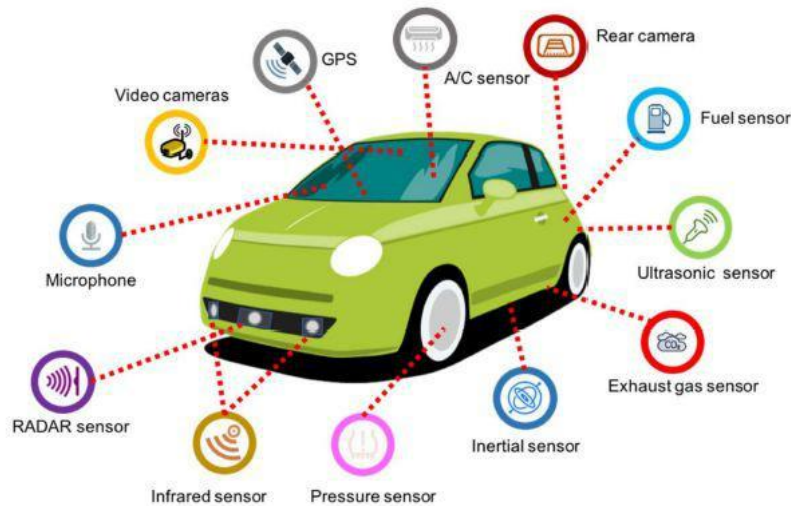 GPS
A/C sensor
Rear camera
Video cameras
Fuel sensor
Microphone
Ultrasonic sensor
CO₂
Exhaust gas sensor
RADAR sensor
Inertial sensor
Infrared sensor
Pressure sensor